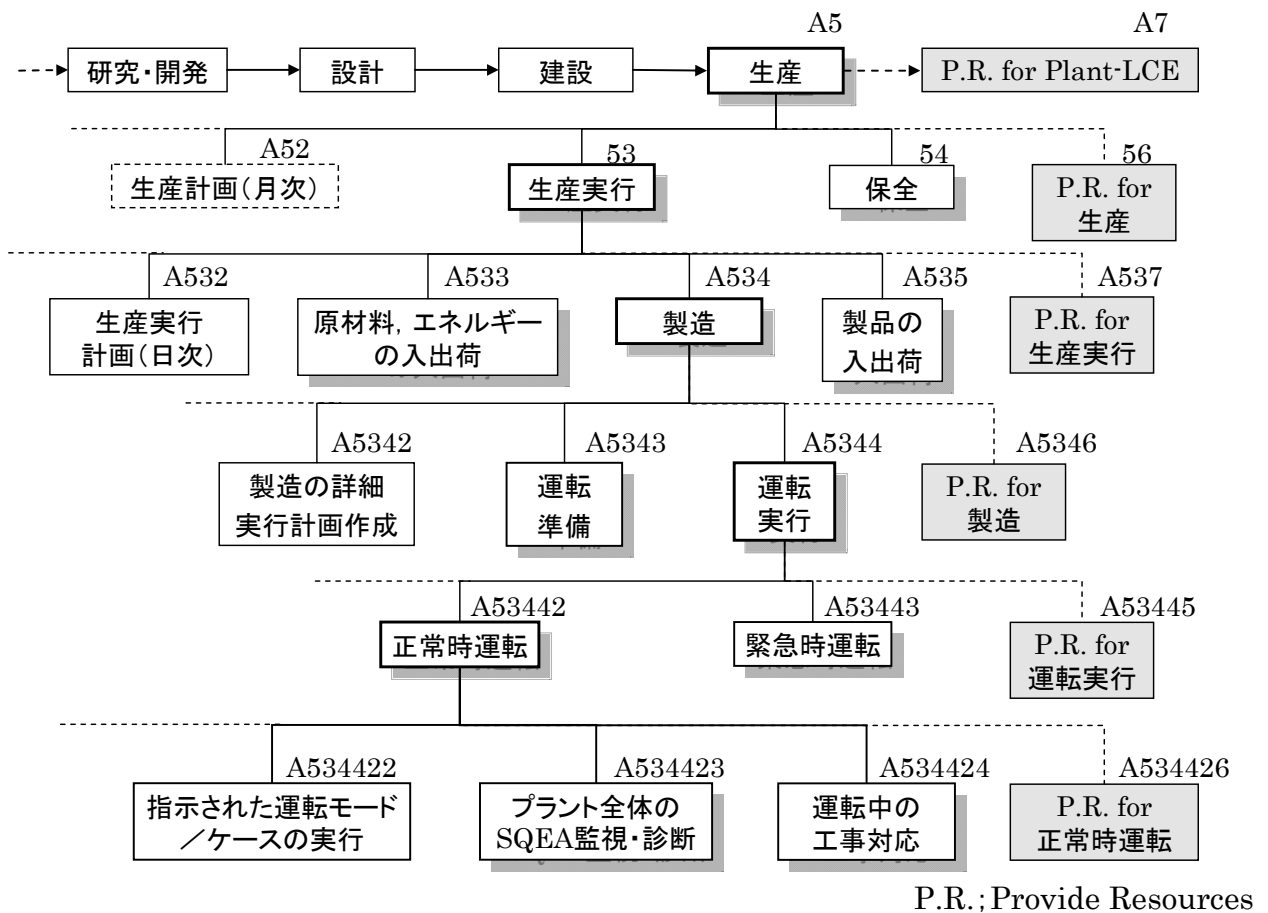 A5
A7
研究・開発
設計
建設
生産
P.R. for Plant-LCE
A52
53
54
56
生産計画(月次)
生産実行
保全
P.R. for
生産
A532
A533
A534
A535
A537
生産実行
計画(日次)
原材料,エネルギー
の入出荷
製造
製品の
入出荷
P.R. for
生産実行
A5342
A5343
A5344
A5346
製造の詳細
実行計画作成
運転
準備
運転
実行
P.R. for
製造
A53442
A53443
A53445
正常時運転
緊急時運転
P.R. for
運転実行
A534422
A534423
A534424
A534426
指示された運転モード
/ケースの実行
プラント全体の
SQEA監視・診断
運転中の
工事対応
P.R. for
正常時運転
P.R.;Provide Resources